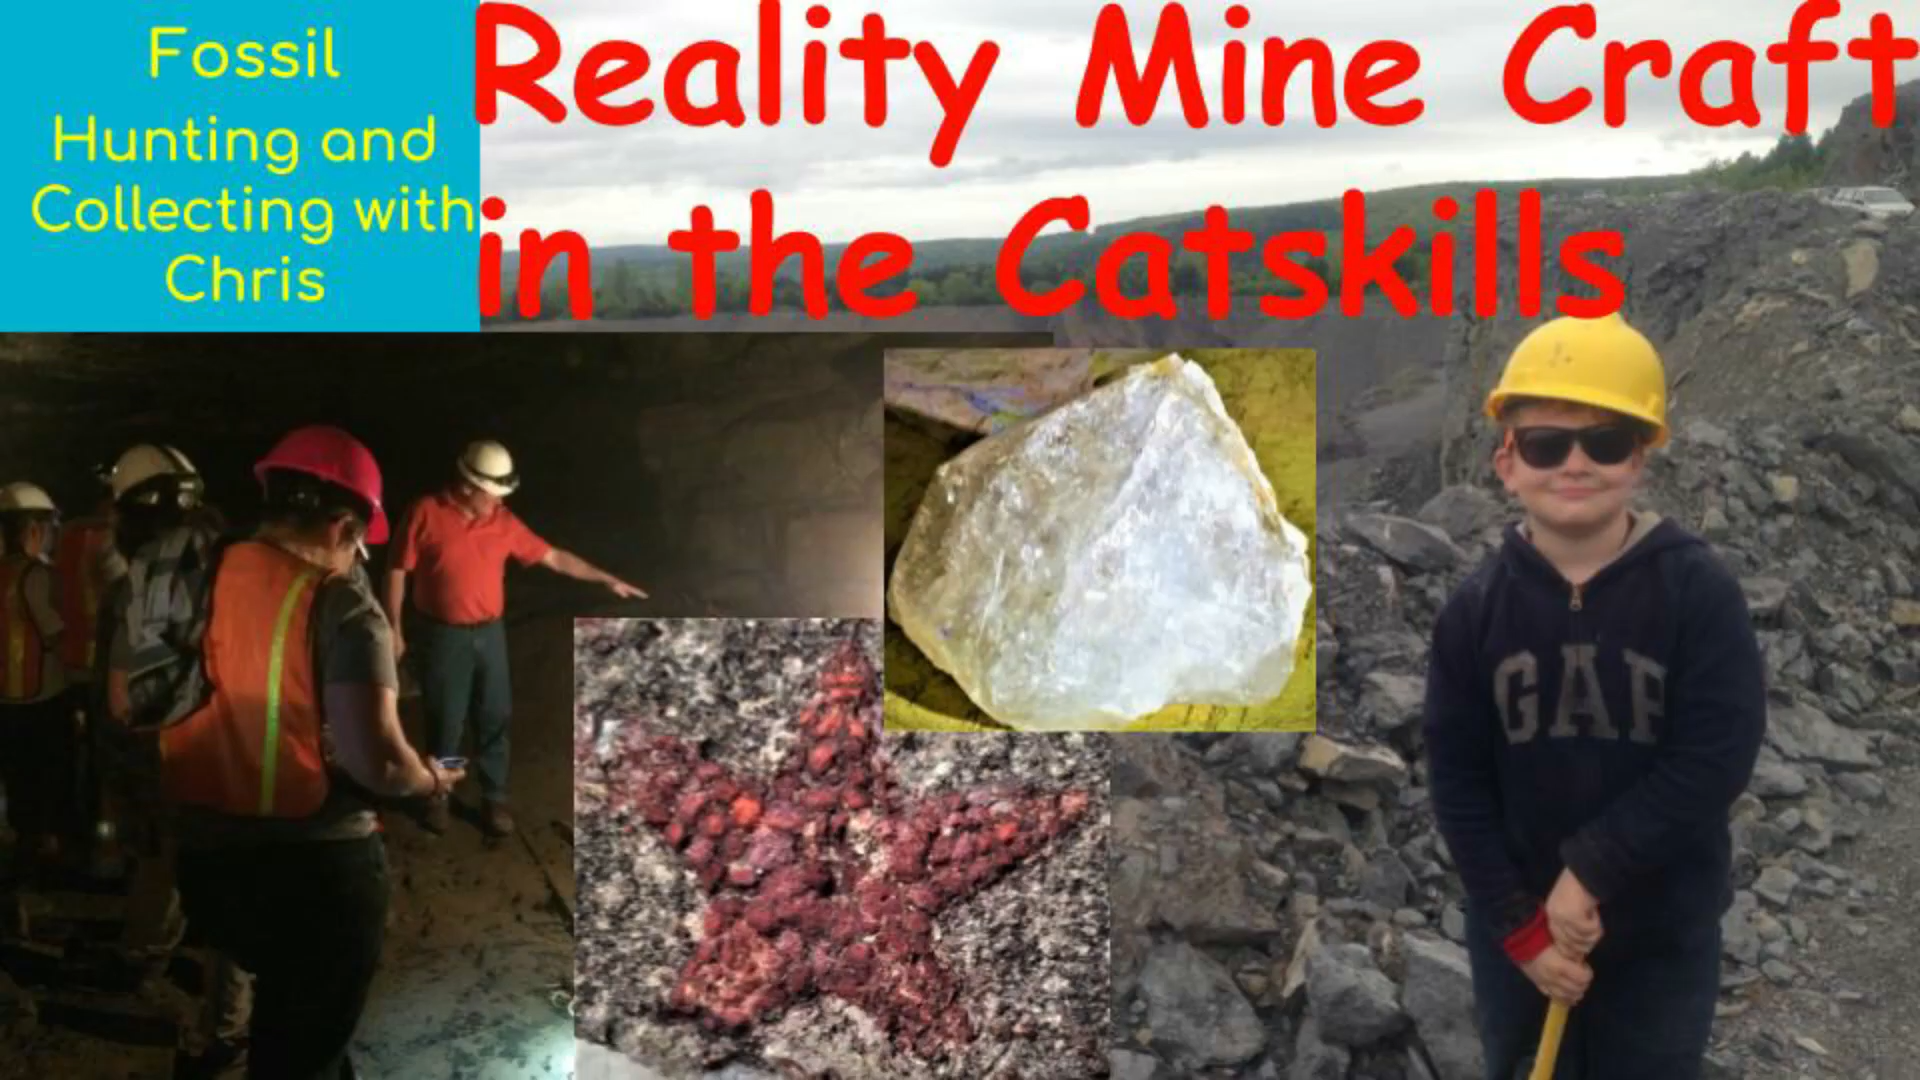 Fossil
Hunting and
Collecting with
Chris
Reality Mine Craft
in the Catskills
GAP